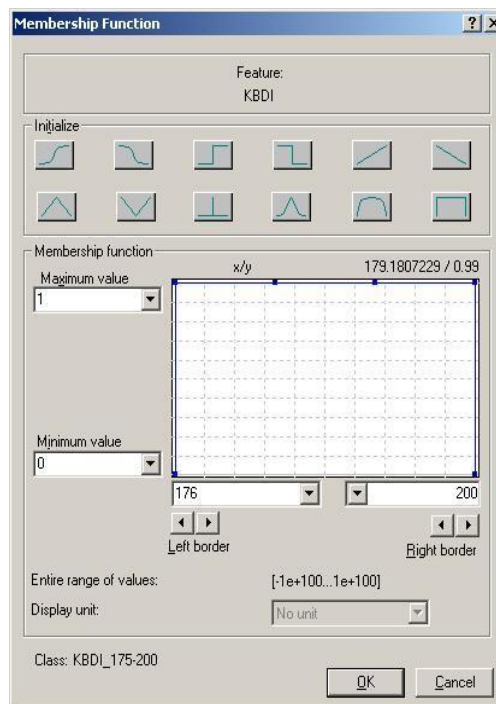 Membership Function
Feature:
KBDI
Initialize
Membership function
x/y 179.1807229 / 0.99
Maximum value
1
Minimum value
0
176 200
Left border Right border
Entire range of values: [-1e+100...1e+100]
Display unit: No unit
Class: KBDI_175-200
OK Cancel